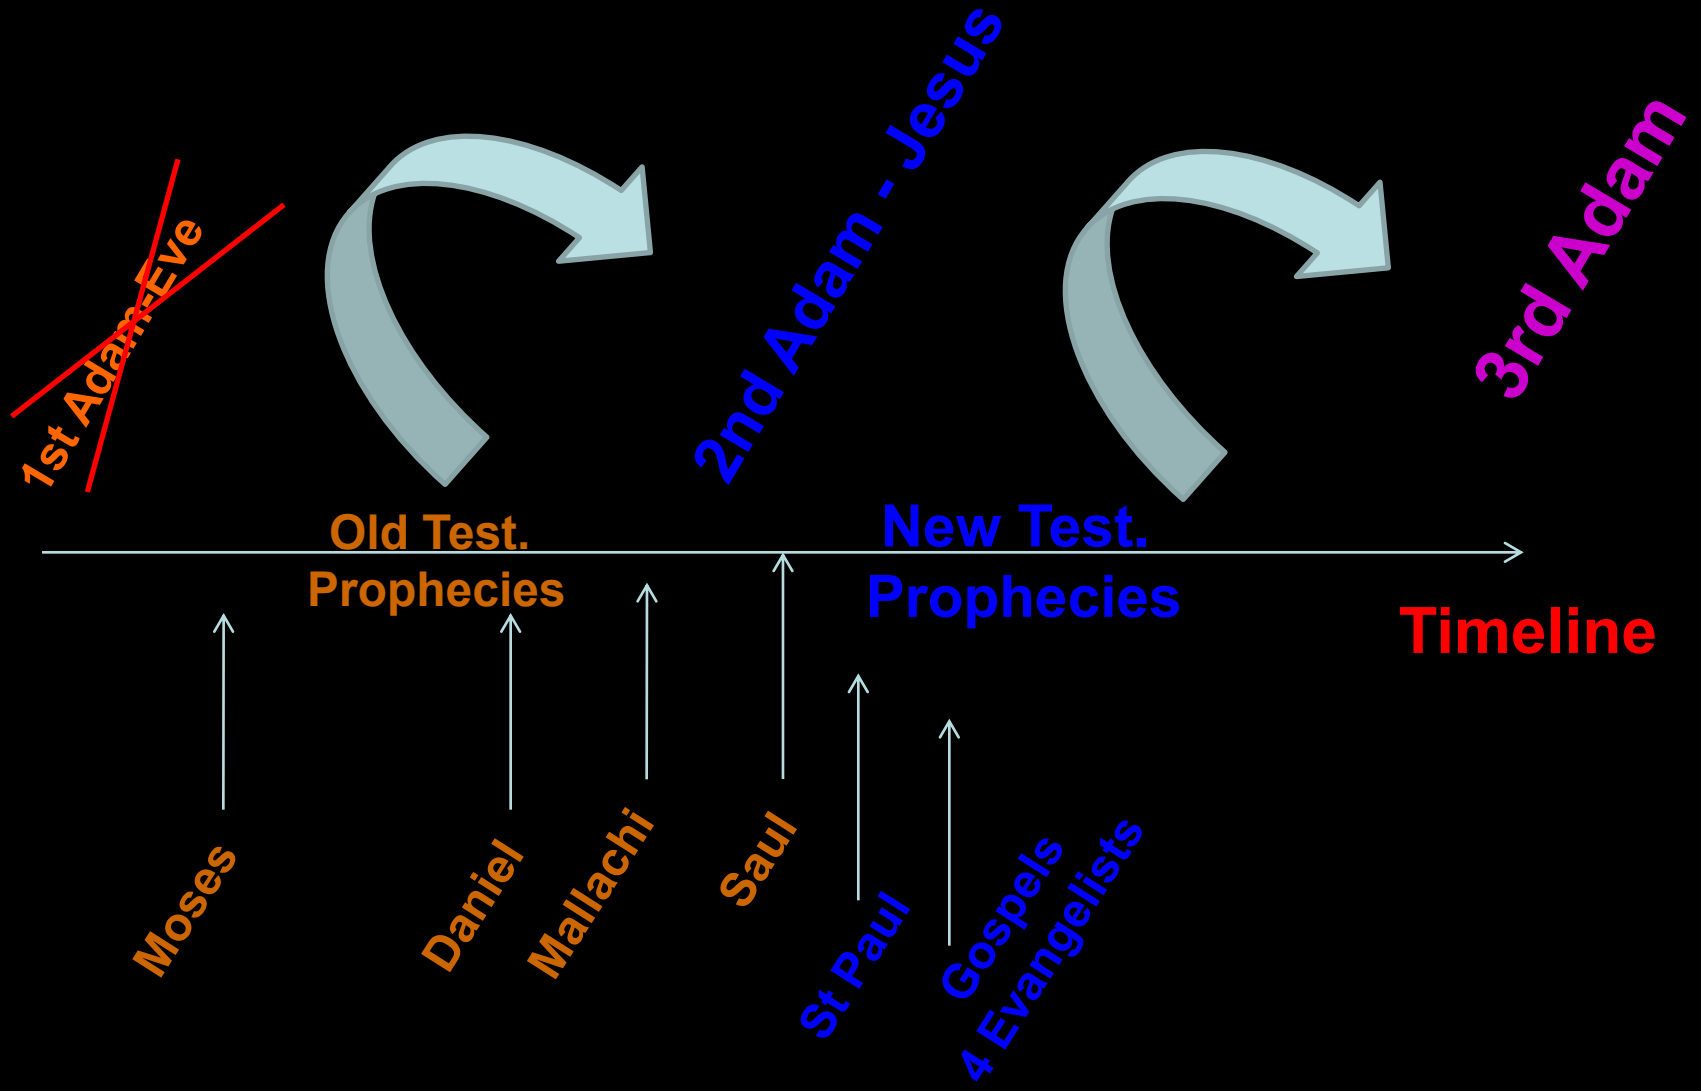 1st Adam-Eve
2nd Adam - Jesus
3rd Adam
Old Test.
Prophecies
New Test.
Prophecies
Timeline
Moses
Daniel
Mallachi
Saul
St Paul
Gospels
4 Evangelists